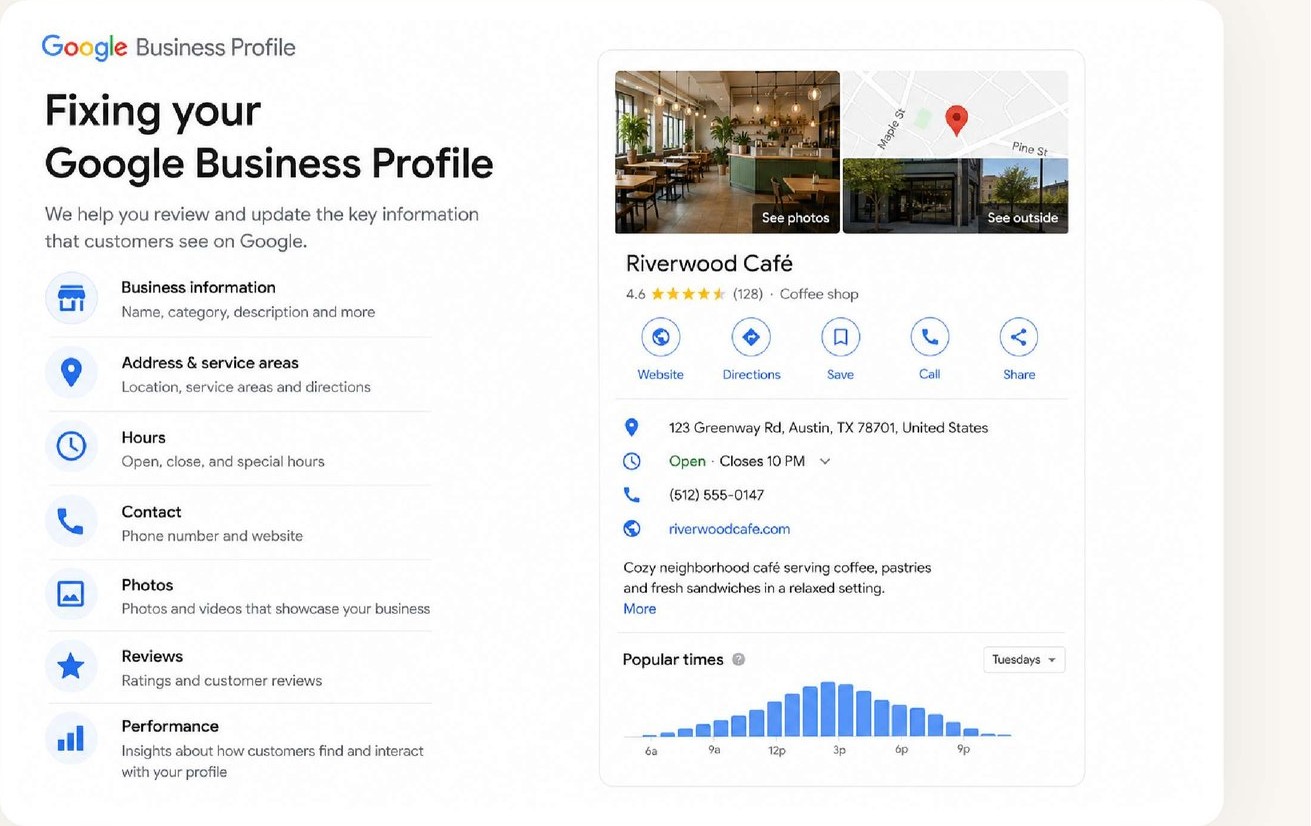 Google Business Profile
Fixing your
Google Business Profile
We help you review and update the key information
that customers see on Google.
Business information
Name, category, description and more
Address & service areas
Location, service areas and directions
Hours
Open, close, and special hours
Contact
Phone number and website
Photos
Photos and videos that showcase your business
Reviews
Ratings and customer reviews
Performance
Insights about how customers find and interact
with your profile
Maple St
Pine St
See photos
See outside
Riverwood Café
4.6 (128) · Coffee shop
Website Directions Save Call Share
123 Greenway Rd, Austin, TX 78701, United States
Open · Closes 10 PM
(512) 555-0147
riverwoodcafe.com
Cozy neighborhood café serving coffee, pastries
and fresh sandwiches in a relaxed setting.
More
Popular times ? Tuesdays
6a 9a 12p 3p 6p 9p